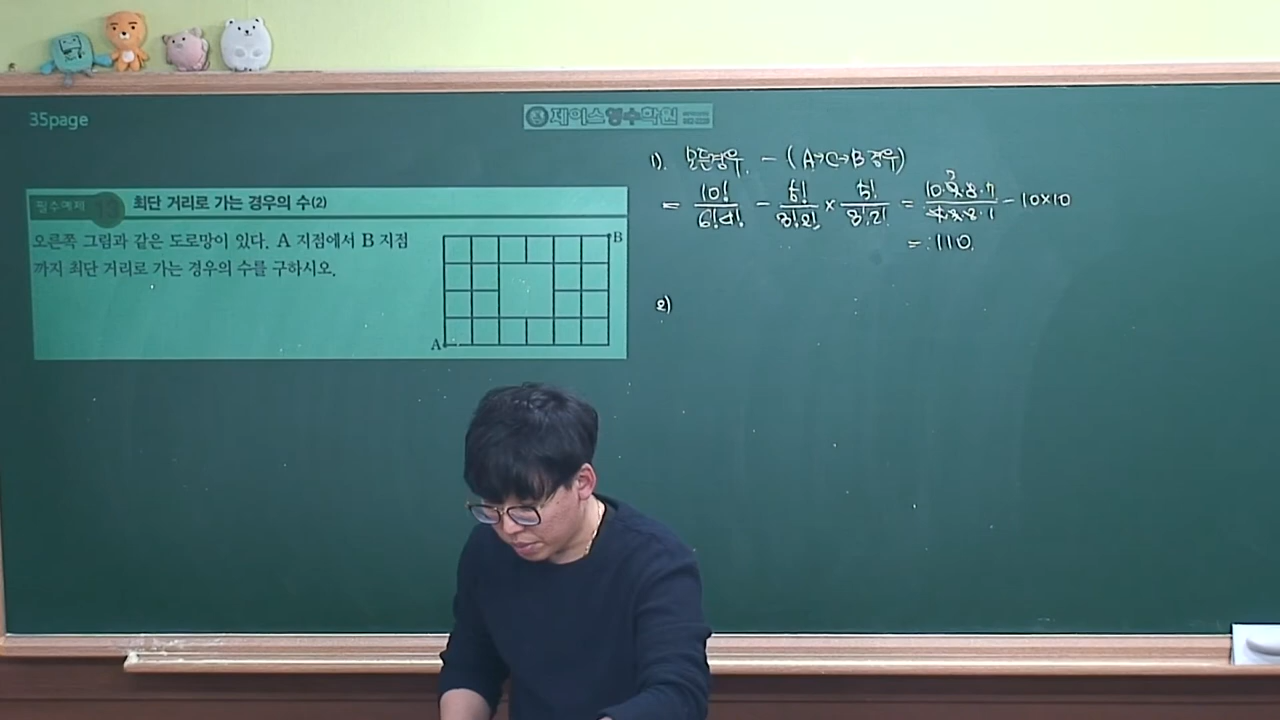 35page
제이스영수학원
필수예제 13 최단 거리로 가는 경우의 수(2)
오른쪽 그림과 같은 도로망이 있다. A 지점에서 B 지점
까지 최단 거리로 가는 경우의 수를 구하시오.
B
A
1). 모든경우 - (A→C→B 경우)
= 10!/6!4! - 5!/3!2! × 5!/3!2! = 10·9·8·7/4·3·2·1 - 10×10
3
= 110.
2)